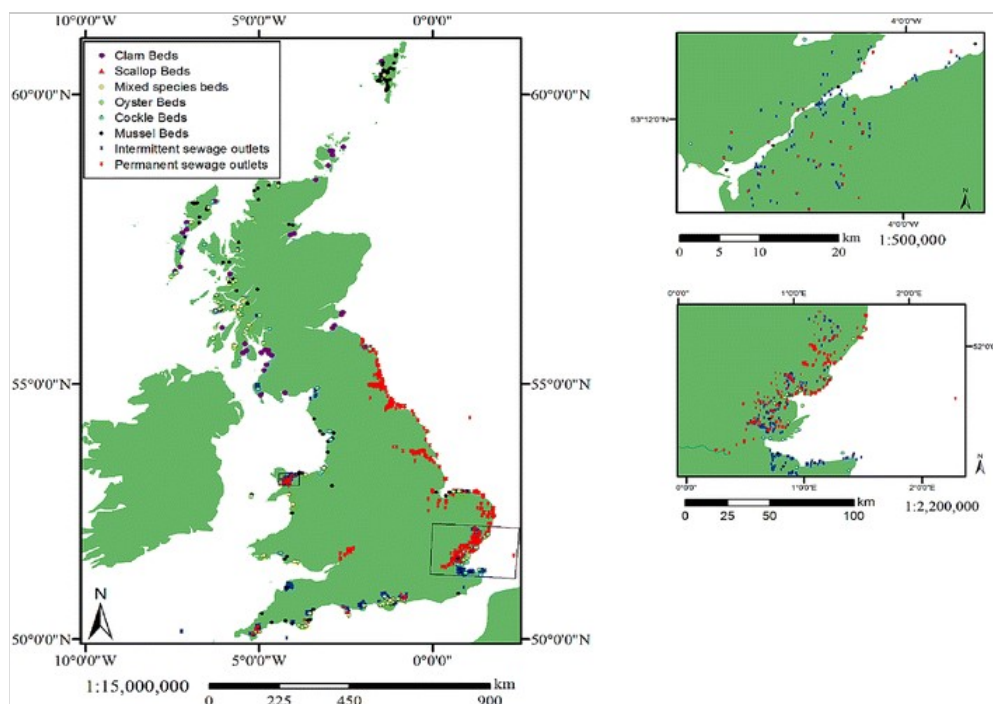 10°0'0"W
5°0'0"W
0°0'0"
Clam Beds
Scallop Beds
Mixed species beds
Oyster Beds
Cockle Beds
Mussel Beds
Intermittent sewage outlets
Permanent sewage outlets
60°0'0"N
60°0'0"N
55°0'0"N
55°0'0"N
50°0'0"N
50°0'0"N
N
10°0'0"W
5°0'0"W
0°0'0"
1:15,000,000
km
0
225
450
900
4°0'0"W
53°12'0"N
N
4°0'0"W
km
0
5
10
20
1:500,000
0°0'0"
1°0'0"E
2°0'0"E
52°0'
N
1°0'0"E
2°0'0"E
km
0
25
50
100
1:2,200,000